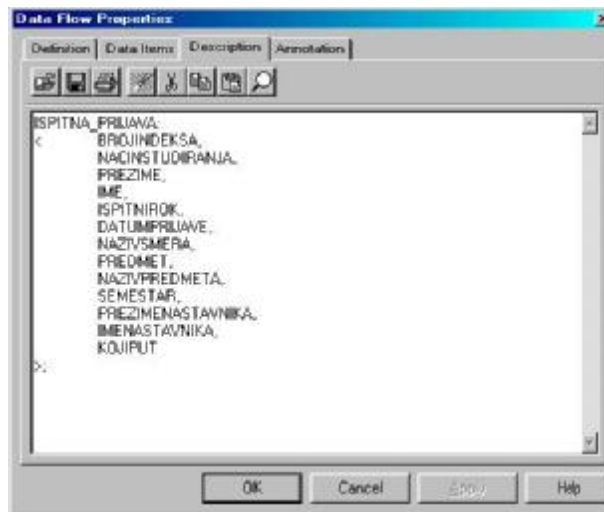 Data Flow Properties
Definition Data Items Description Annotation
ISPITNA_PRIJAVA:
< BROJINDEKSA,
NACINSTUDIRANJA,
PREZIME,
IME,
ISPITNIROK,
DATUMPRIJAVE,
NAZIVSMERA,
PREDMET,
NAZIVPREDMETA,
SEMESTAR,
PREZIMENASTAVNIKA,
IMENASTAVNIKA,
KOJIPUT
>;
OK Cancel Apply Help